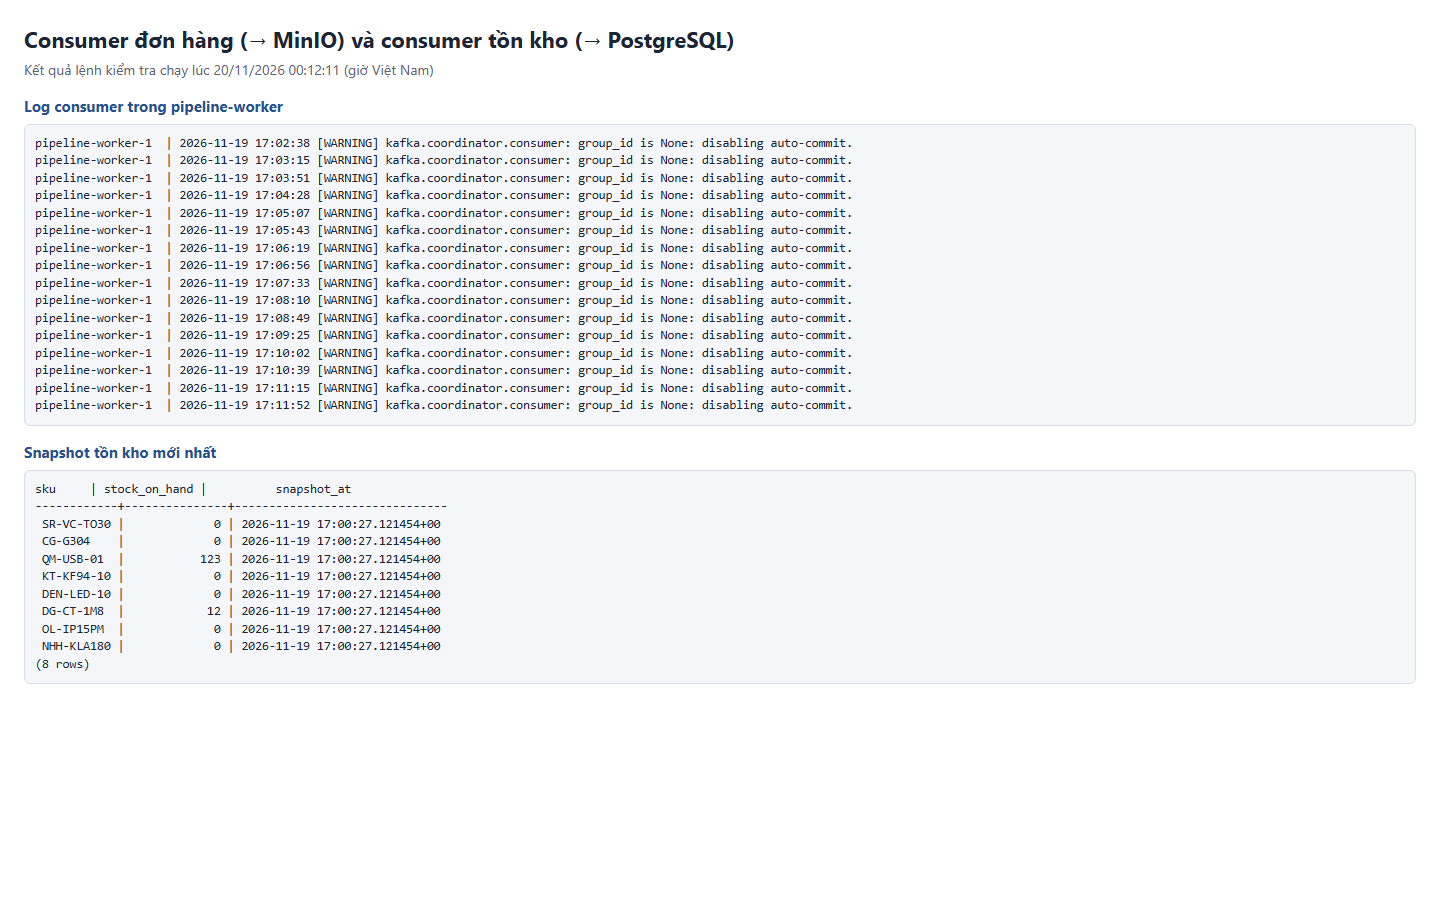 Consumer đơn hàng (→ MinIO) và consumer tồn kho (→ PostgreSQL)
Kết quả lệnh kiểm tra chạy lúc 20/11/2026 00:12:11 (giờ Việt Nam)
Log consumer trong pipeline-worker
pipeline-worker-1  | 2026-11-19 17:02:38 [WARNING] kafka.coordinator.consumer: group_id is None: disabling auto-commit.
pipeline-worker-1  | 2026-11-19 17:03:15 [WARNING] kafka.coordinator.consumer: group_id is None: disabling auto-commit.
pipeline-worker-1  | 2026-11-19 17:03:51 [WARNING] kafka.coordinator.consumer: group_id is None: disabling auto-commit.
pipeline-worker-1  | 2026-11-19 17:04:28 [WARNING] kafka.coordinator.consumer: group_id is None: disabling auto-commit.
pipeline-worker-1  | 2026-11-19 17:05:07 [WARNING] kafka.coordinator.consumer: group_id is None: disabling auto-commit.
pipeline-worker-1  | 2026-11-19 17:05:43 [WARNING] kafka.coordinator.consumer: group_id is None: disabling auto-commit.
pipeline-worker-1  | 2026-11-19 17:06:19 [WARNING] kafka.coordinator.consumer: group_id is None: disabling auto-commit.
pipeline-worker-1  | 2026-11-19 17:06:56 [WARNING] kafka.coordinator.consumer: group_id is None: disabling auto-commit.
pipeline-worker-1  | 2026-11-19 17:07:33 [WARNING] kafka.coordinator.consumer: group_id is None: disabling auto-commit.
pipeline-worker-1  | 2026-11-19 17:08:10 [WARNING] kafka.coordinator.consumer: group_id is None: disabling auto-commit.
pipeline-worker-1  | 2026-11-19 17:08:49 [WARNING] kafka.coordinator.consumer: group_id is None: disabling auto-commit.
pipeline-worker-1  | 2026-11-19 17:09:25 [WARNING] kafka.coordinator.consumer: group_id is None: disabling auto-commit.
pipeline-worker-1  | 2026-11-19 17:10:02 [WARNING] kafka.coordinator.consumer: group_id is None: disabling auto-commit.
pipeline-worker-1  | 2026-11-19 17:10:39 [WARNING] kafka.coordinator.consumer: group_id is None: disabling auto-commit.
pipeline-worker-1  | 2026-11-19 17:11:15 [WARNING] kafka.coordinator.consumer: group_id is None: disabling auto-commit.
pipeline-worker-1  | 2026-11-19 17:11:52 [WARNING] kafka.coordinator.consumer: group_id is None: disabling auto-commit.
Snapshot tồn kho mới nhất
sku     | stock_on_hand |          snapshot_at
------------+---------------+-------------------------------
 SR-VC-TO30 |             0 | 2026-11-19 17:00:27.121454+00
 CG-G304    |             0 | 2026-11-19 17:00:27.121454+00
 QM-USB-01  |           123 | 2026-11-19 17:00:27.121454+00
 KT-KF94-10 |             0 | 2026-11-19 17:00:27.121454+00
 DEN-LED-10 |             0 | 2026-11-19 17:00:27.121454+00
 DG-CT-1M8  |            12 | 2026-11-19 17:00:27.121454+00
 OL-IP15PM  |             0 | 2026-11-19 17:00:27.121454+00
 NHH-KLA180 |             0 | 2026-11-19 17:00:27.121454+00
(8 rows)